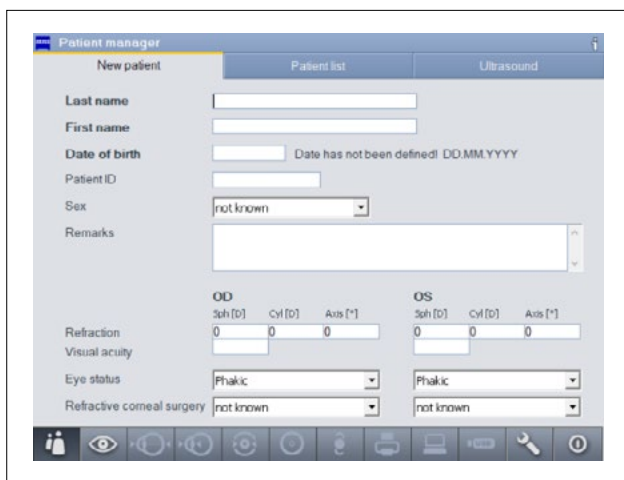 Patient manager
New patient Patient list Ultrasound
Last name
First name
Date of birth Date has not been defined! DD.MM.YYYY
Patient ID
Sex not known
Remarks
OD OS
Sph [D] Cyl [D] Axis [°] Sph [D] Cyl [D] Axis [°]
Refraction 0 0 0 0 0 0
Visual acuity
Eye status Phakic Phakic
Refractive corneal surgery not known not known